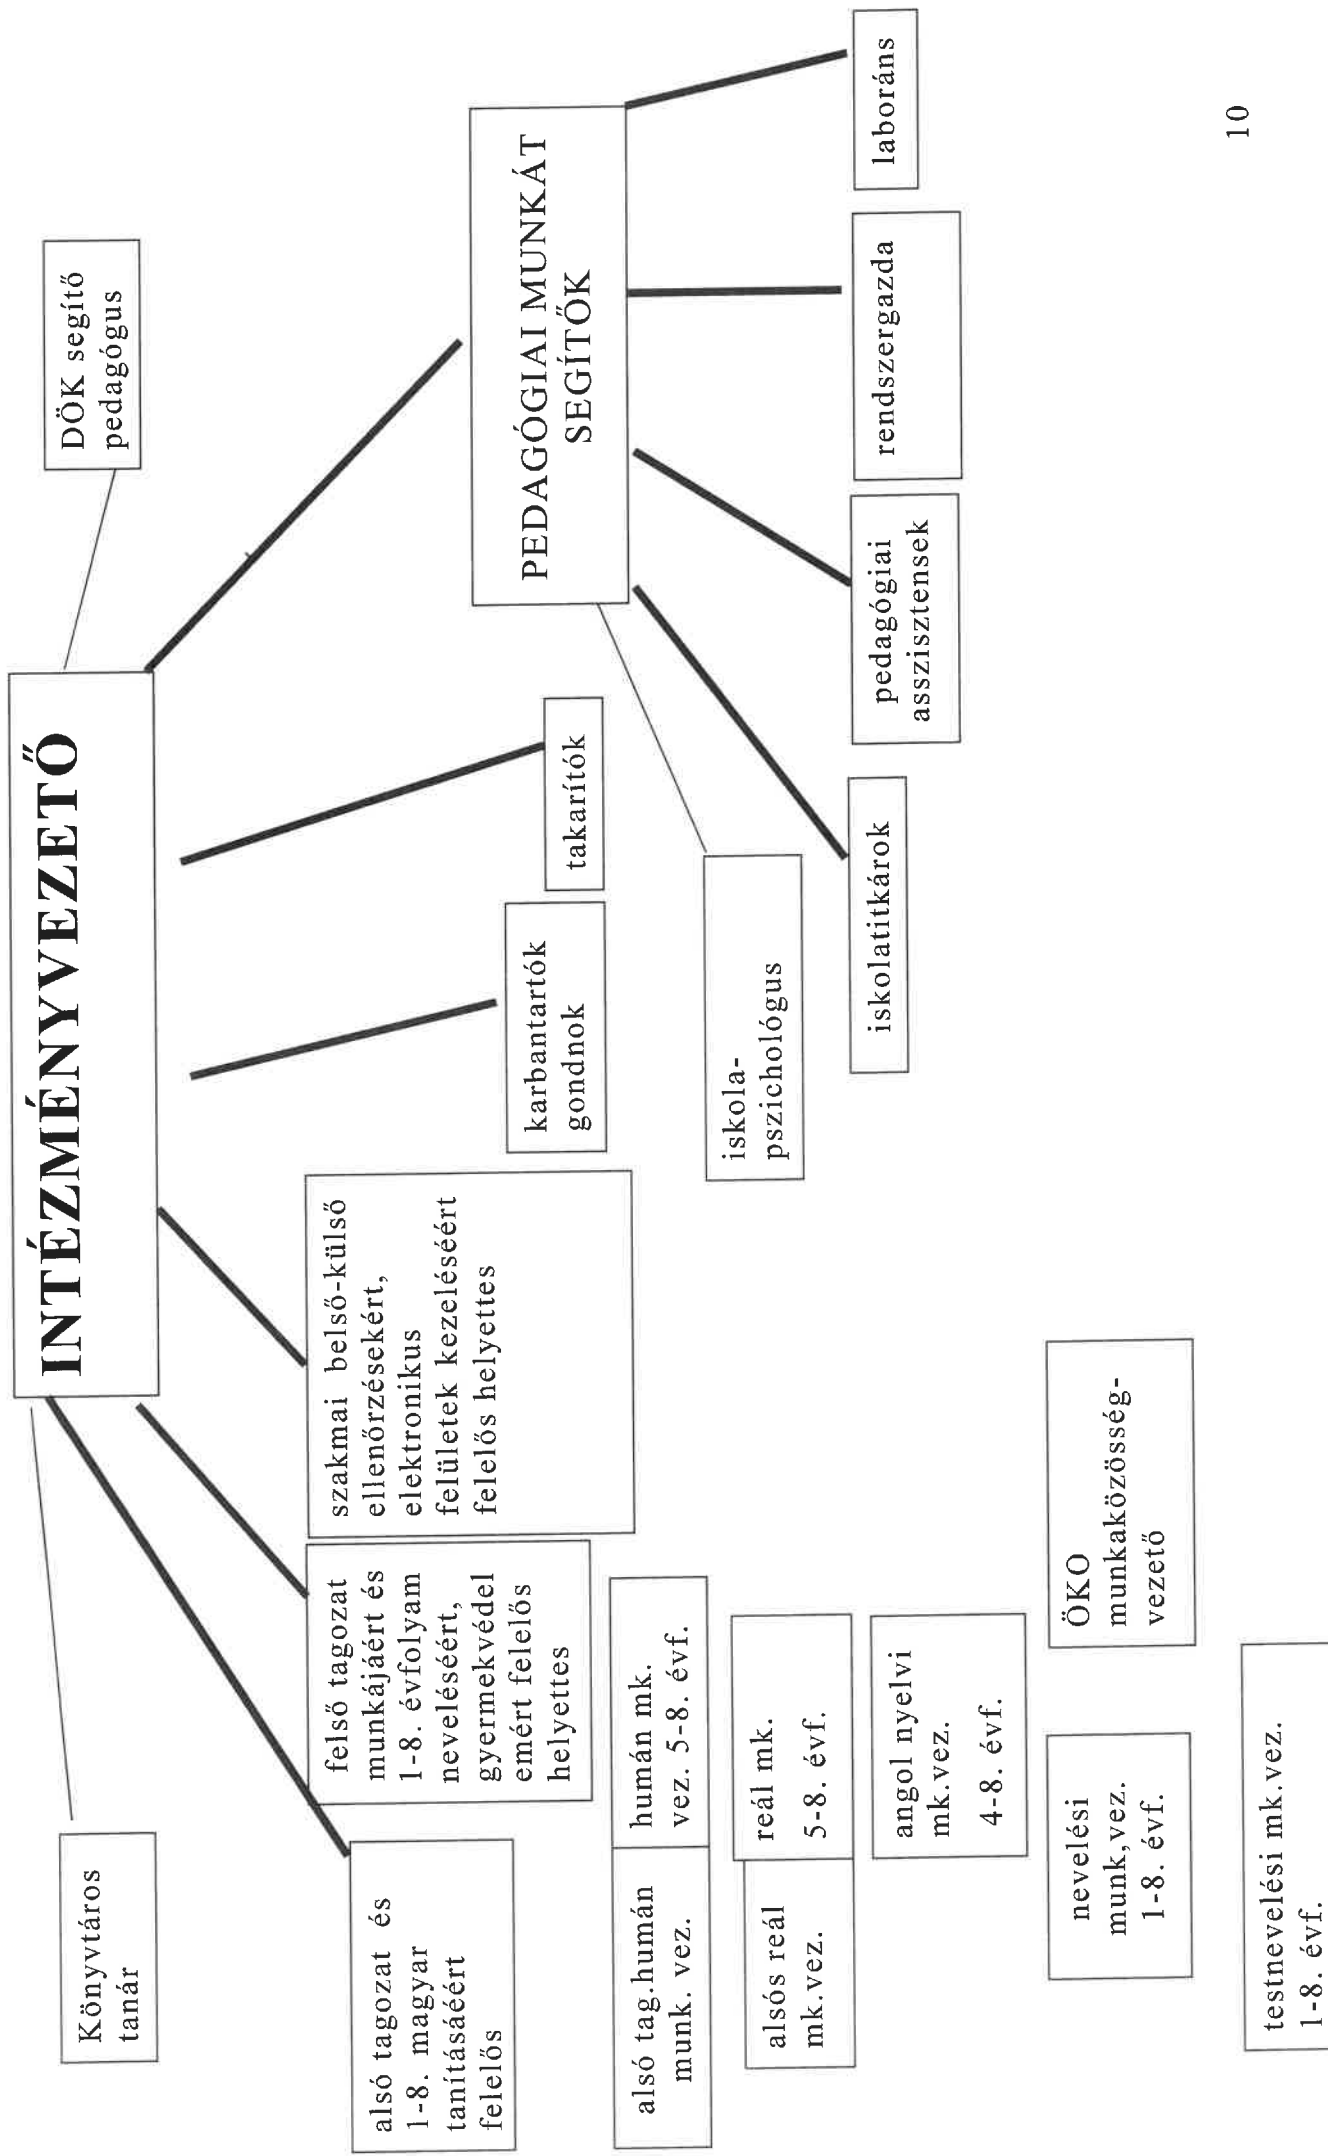 INTÉZMÉNYVEZETŐ
Könyvtáros
tanár
DÖK segítő
pedagógus
alsó tagozat és
1-8. magyar
tanításáéért
felelős
felső tagozat
munkájáért és
1-8. évfolyam
neveléséért,
gyermekvédel
emért felelős
helyettes
szakmai belső-külső
ellenőrzésekért,
elektronikus
felületek kezeléséért
felelős helyettes
karbantartók
gondnok
takarítók
PEDAGÓGIAI MUNKÁT
SEGÍTŐK
alsó tag.humán
munk. vez.
humán mk.
vez. 5-8. évf.
alsós reál
mk.vez.
reál mk.
5-8. évf.
angol nyelvi
mk.vez.
4-8. évf.
iskola-
pszichológus
iskolatitkárok
pedagógiai
asszisztensek
rendszergazda
laboráns
nevelési
munk,vez.
1-8. évf.
ÖKO
munkaközösség-
vezető
testnevelési mk.vez.
1-8. évf.
10